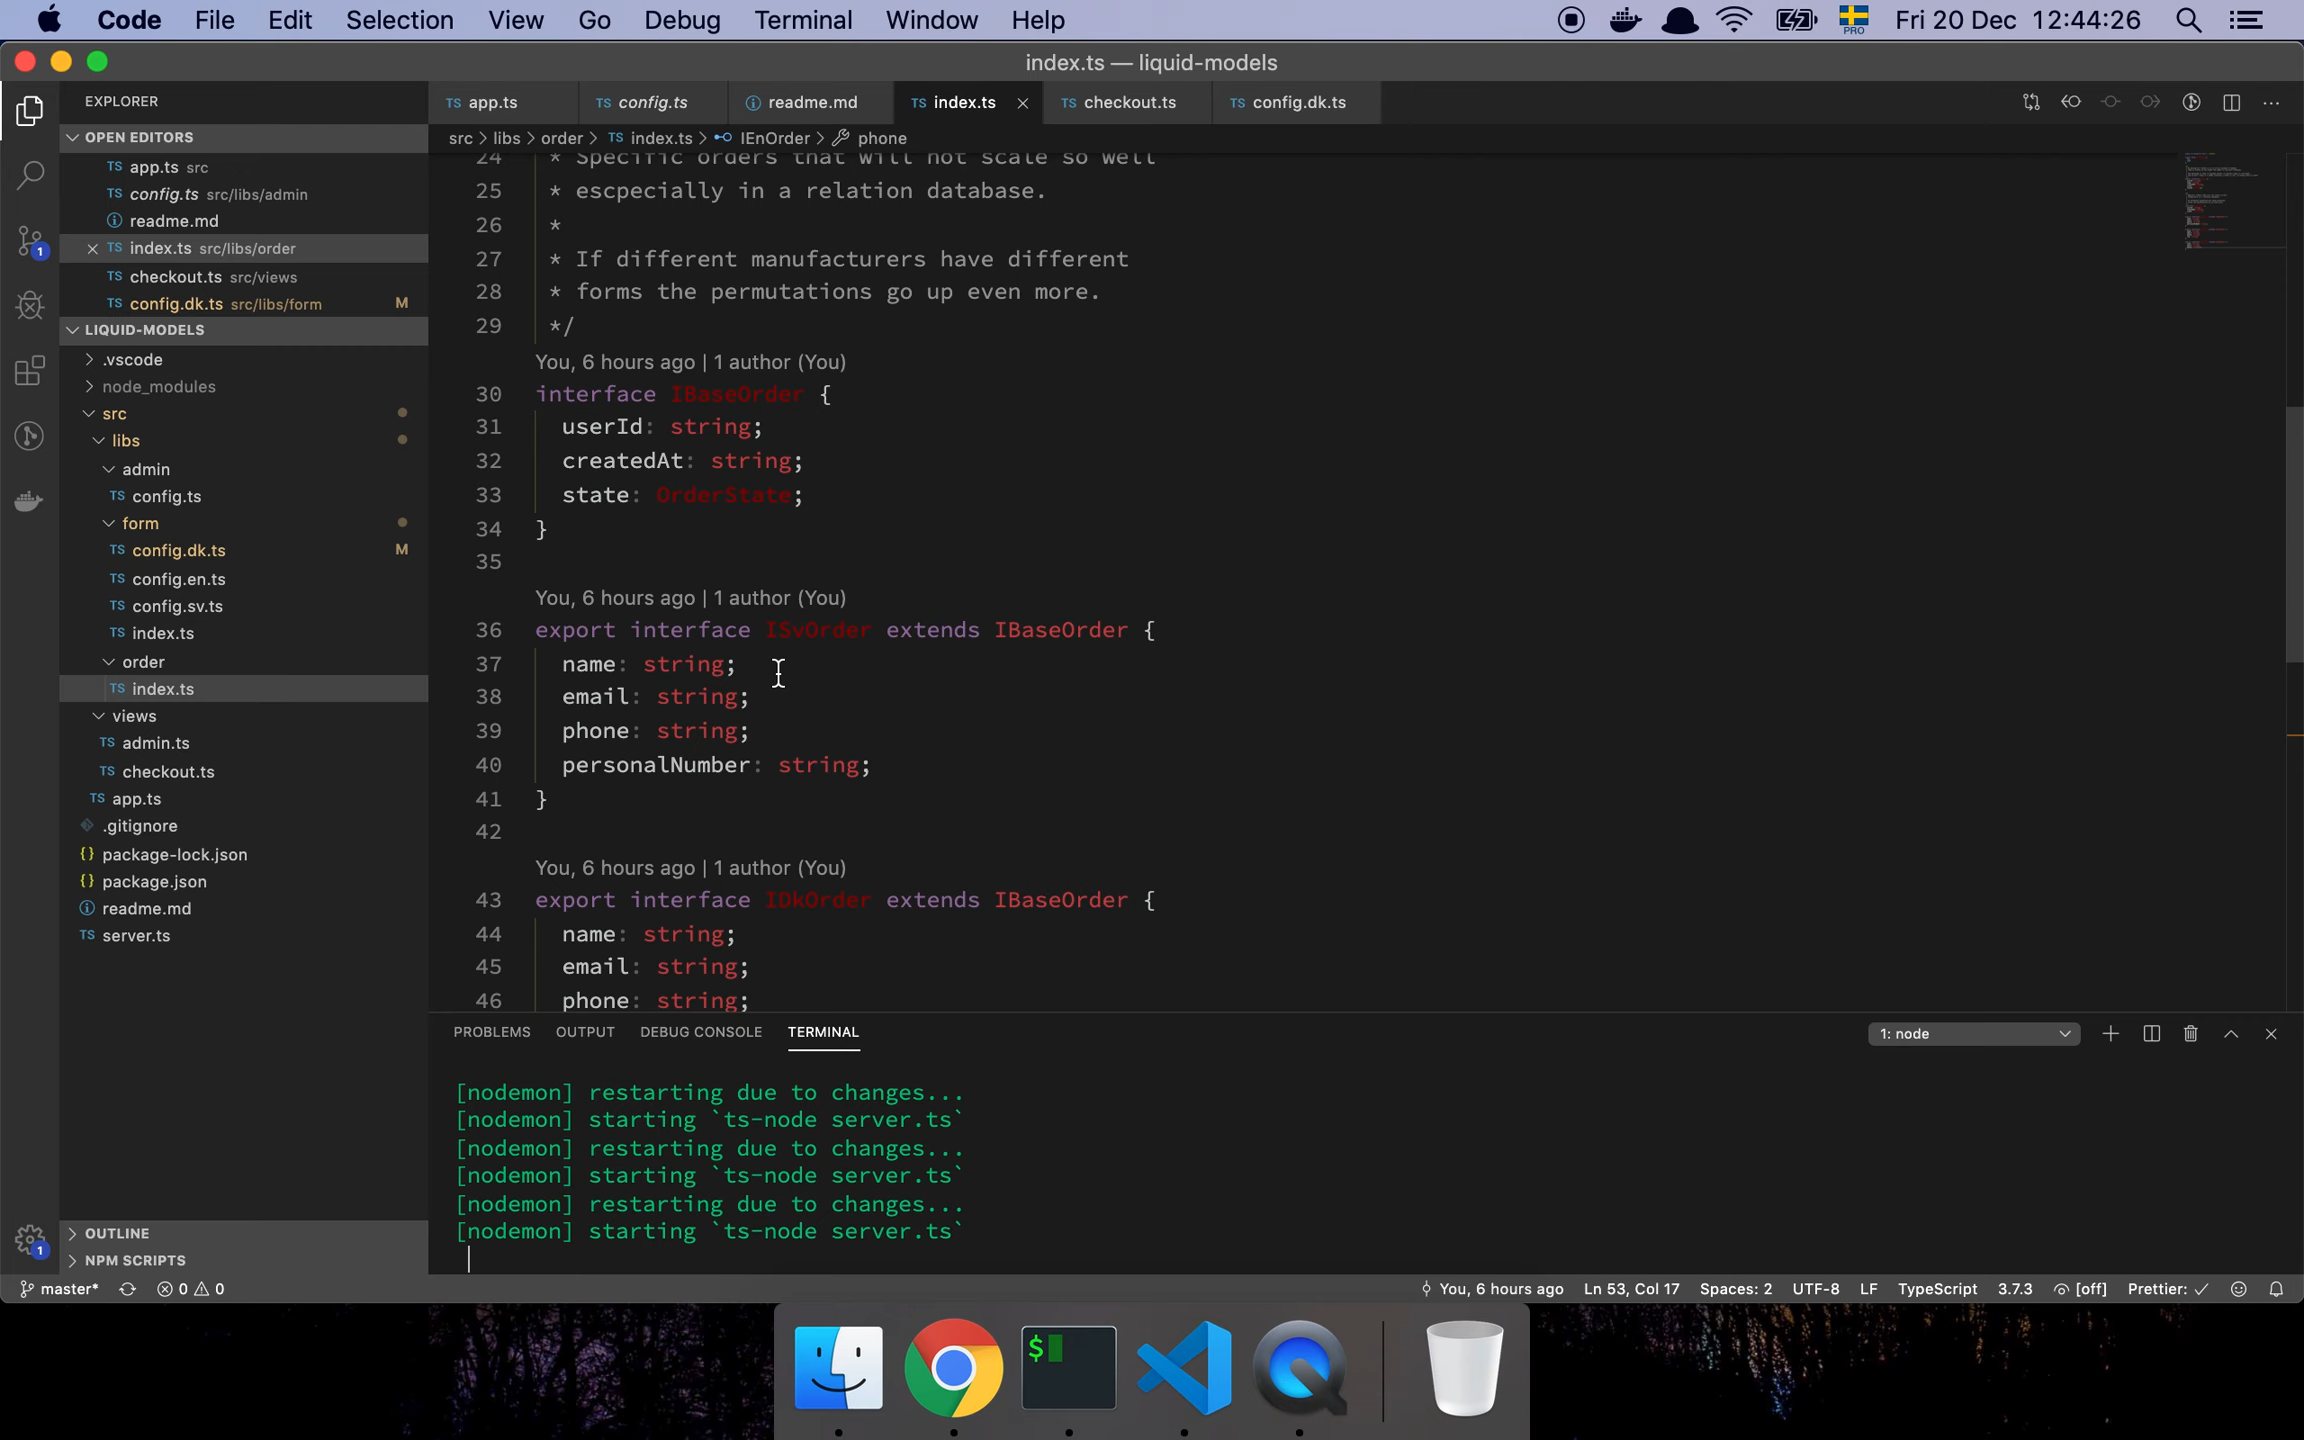 Code File Edit Selection View Go Debug Terminal Window Help PRO Fri 20 Dec 12:44:26
index.ts — liquid-models
EXPLORER
OPEN EDITORS
TS app.ts src
TS config.ts src/libs/admin
readme.md
TS index.ts src/libs/order
TS checkout.ts src/views
TS config.dk.ts src/libs/form M
LIQUID-MODELS
.vscode
node_modules
src
libs
admin
TS config.ts
form
TS config.dk.ts M
TS config.en.ts
TS config.sv.ts
TS index.ts
order
TS index.ts
views
TS admin.ts
TS checkout.ts
TS app.ts
.gitignore
{} package-lock.json
{} package.json
readme.md
TS server.ts
OUTLINE
NPM SCRIPTS
1
1
TS app.ts TS config.ts readme.md TS index.ts TS checkout.ts TS config.dk.ts
src > libs > order > TS index.ts > IEnOrder > phone
24 * Specific orders that will not scale so well
25 * escpecially in a relation database.
26 *
27 * If different manufacturers have different
28 * forms the permutations go up even more.
29 */
You, 6 hours ago | 1 author (You)
30 interface IBaseOrder {
31 userId: string;
32 createdAt: string;
33 state: OrderState;
34 }
35
You, 6 hours ago | 1 author (You)
36 export interface ISvOrder extends IBaseOrder {
37 name: string;
38 email: string;
39 phone: string;
40 personalNumber: string;
41 }
42
You, 6 hours ago | 1 author (You)
43 export interface IDkOrder extends IBaseOrder {
44 name: string;
45 email: string;
46 phone: string;
PROBLEMS OUTPUT DEBUG CONSOLE TERMINAL 1: node
[nodemon] restarting due to changes...
[nodemon] starting `ts-node server.ts`
[nodemon] restarting due to changes...
[nodemon] starting `ts-node server.ts`
[nodemon] restarting due to changes...
[nodemon] starting `ts-node server.ts`
master* 0 0 You, 6 hours ago Ln 53, Col 17 Spaces: 2 UTF-8 LF TypeScript 3.7.3 [off] Prettier: ✓
$